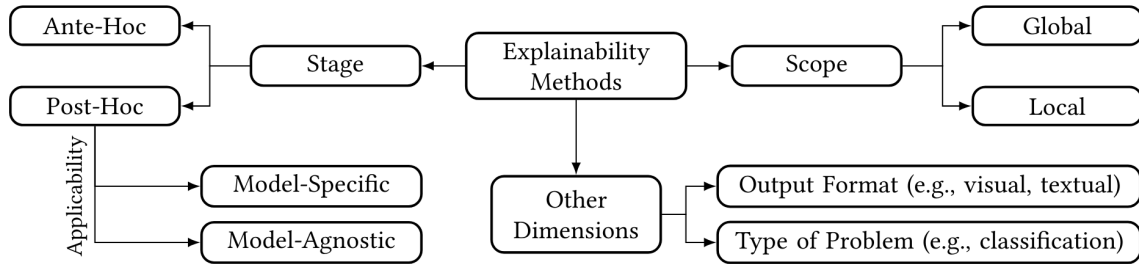 Ante-Hoc
Post-Hoc
Stage
Explainability
Methods
Scope
Global
Local
Applicability
Model-Specific
Model-Agnostic
Other
Dimensions
Output Format (e.g., visual, textual)
Type of Problem (e.g., classification)